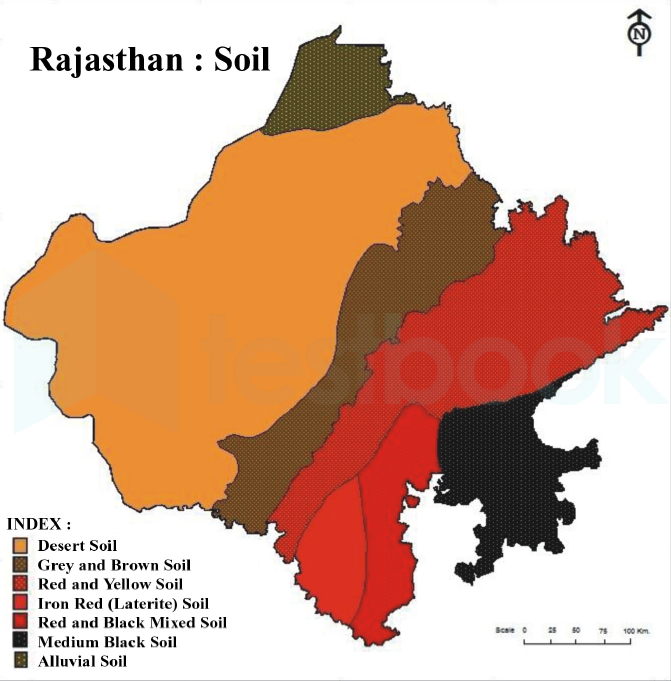 Rajasthan : Soil
N
testbook
INDEX :
Desert Soil
Grey and Brown Soil
Red and Yellow Soil
Iron Red (Laterite) Soil
Red and Black Mixed Soil
Medium Black Soil
Alluvial Soil
Scale 0 25 50 75 100 Km.